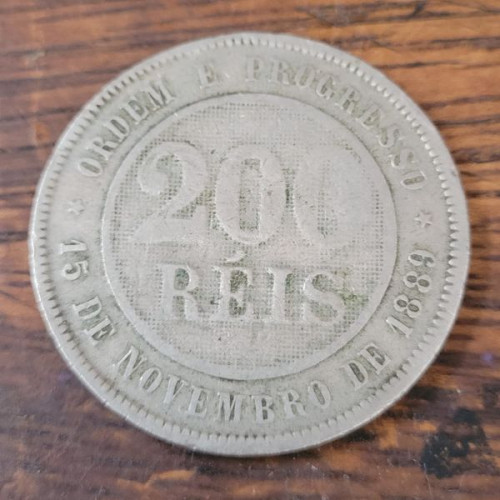 ORDEM E PROGRESSO
200
RÉIS
* 15 DE NOVEMBRO DE 1889 *